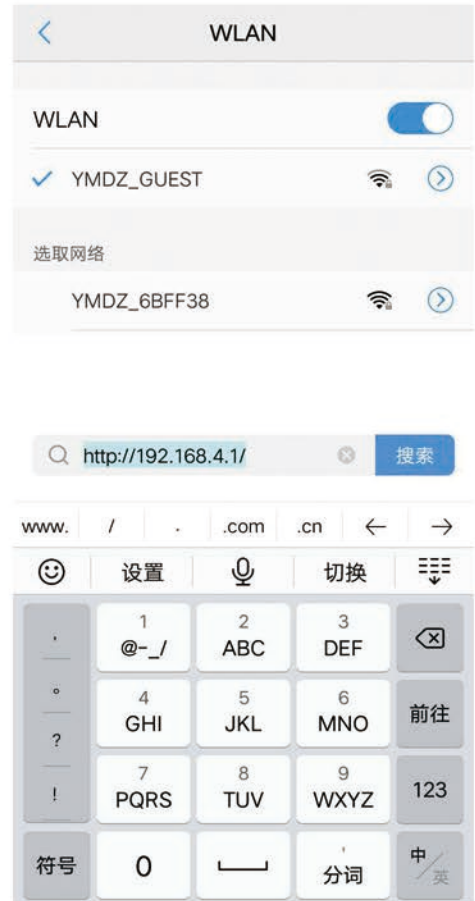 WLAN
WLAN
YMDZ_GUEST
选取网络
YMDZ_6BFF38
http://192.168.4.1/ 搜索
www. / . .com .cn ← →
设置 切换
, 1 2 3
@-_/ ABC DEF
。 4 5 6 前往
GHI JKL MNO
?
! 7 8 9 123
PQRS TUV WXYZ
符号 0 ' 分词 中/英